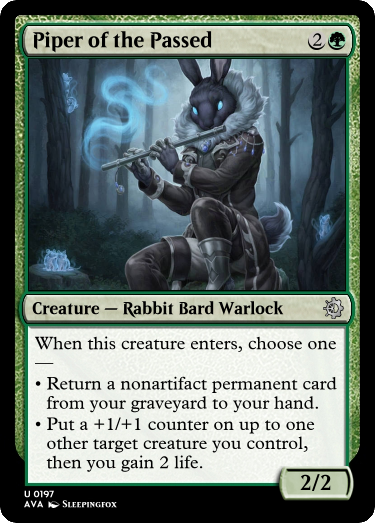 Piper of the Passed 2
Creature — Rabbit Bard Warlock
When this creature enters, choose one
—
• Return a nonartifact permanent card
from your graveyard to your hand.
• Put a +1/+1 counter on up to one
other target creature you control,
then you gain 2 life.
2/2
U 0197
AVA SLEEPINGFOX